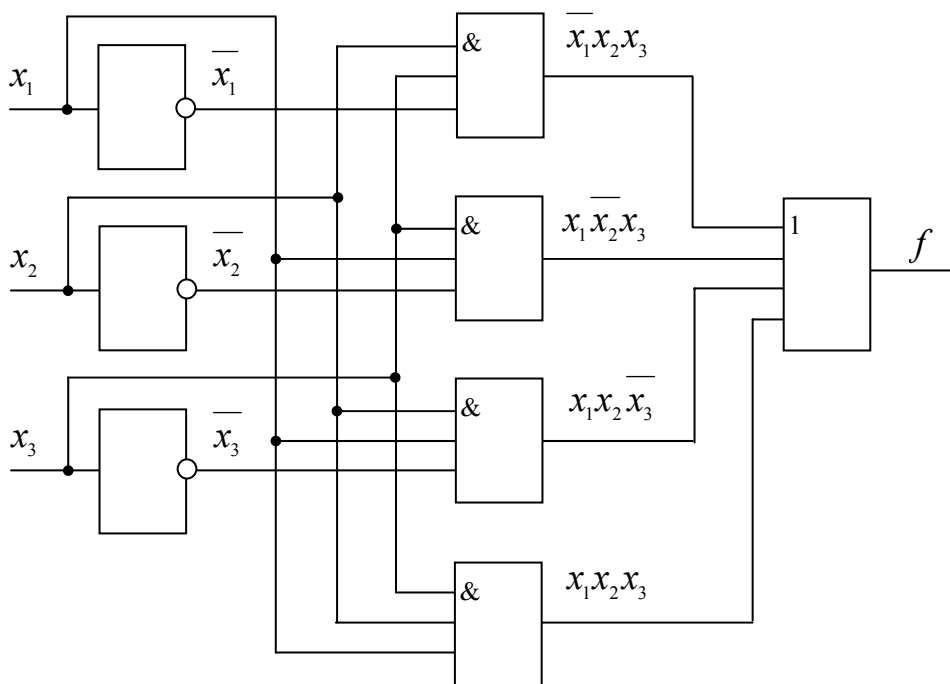 x̅₁x₂x₃
&
x₁
x̅₁
x₁x̅₂x₃
&
1
x₂
x̅₂
f
x₁x₂x̅₃
&
x₃
x̅₃
x₁x₂x₃
&